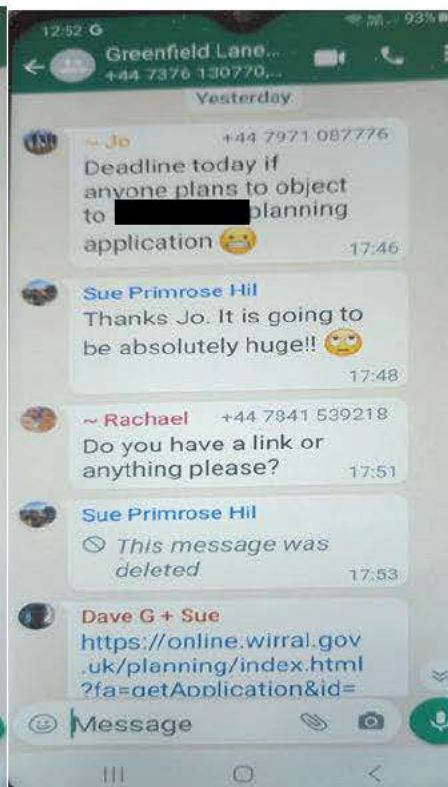 12:52 G
93%
Greenfield Lane...
+44 7376 130770,...
Yesterday
~ Jo +44 7971 087776
Deadline today if
anyone plans to object
to planning
application 😬 17:46
Sue Primrose Hil
Thanks Jo. It is going to
be absolutely huge!! 🙄
17:48
~ Rachael +44 7841 539218
Do you have a link or
anything please? 17:51
Sue Primrose Hil
This message was
deleted 17:53
Dave G + Sue
https://online.wirral.gov
.uk/planning/index.html
?fa=getApplication&id=
Message